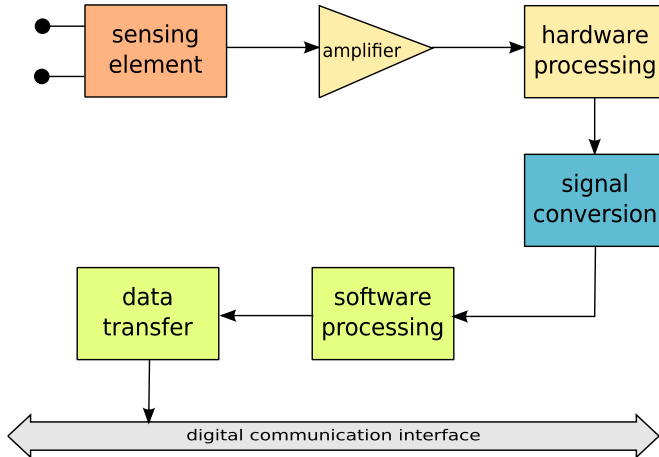 sensing
element
amplifier
hardware
processing
signal
conversion
software
processing
data
transfer
digital communication interface